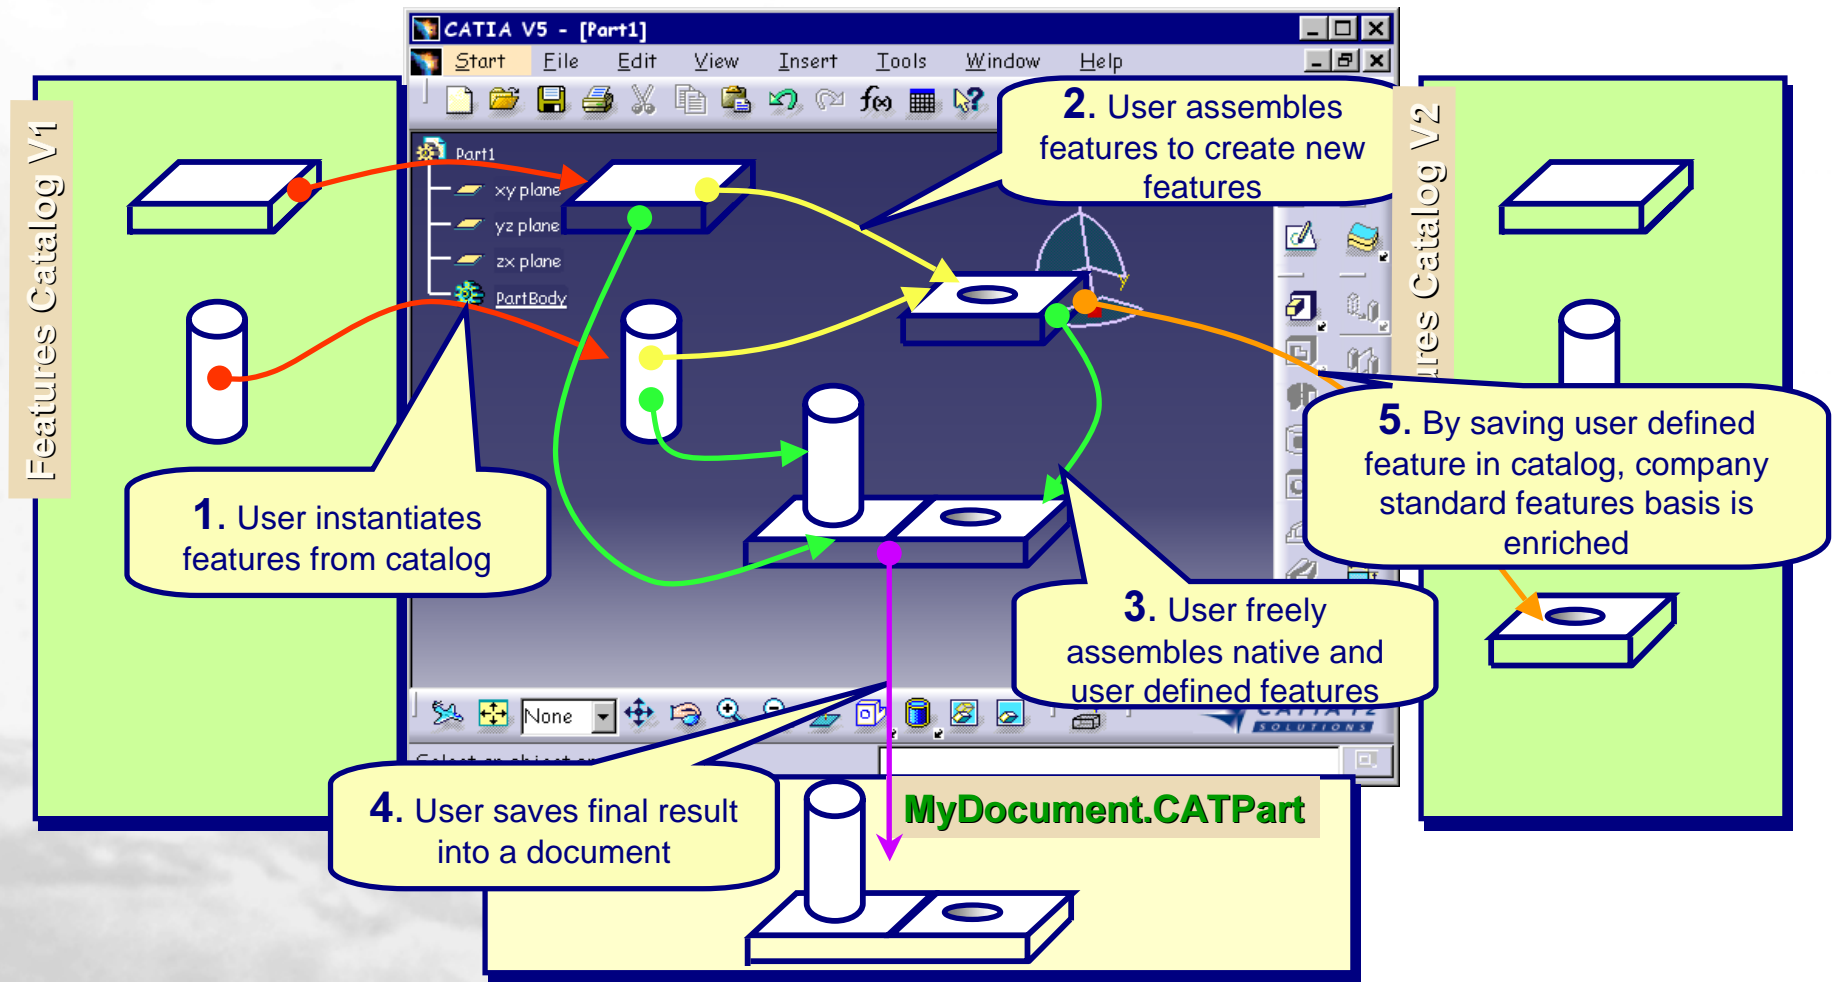 CATIA V5 - [Part1]
Start File Edit View Insert Tools Window Help
Features Catalog V1
Part1
xy plane
yz plane
zx plane
PartBody
2. User assembles
features to create new
features
ures Catalog V2
1. User instantiates
features from catalog
5. By saving user defined
feature in catalog, company
standard features basis is
enriched
3. User freely
assembles native and
user defined features
None
SOLUTIONS
4. User saves final result
into a document
MyDocument.CATPart